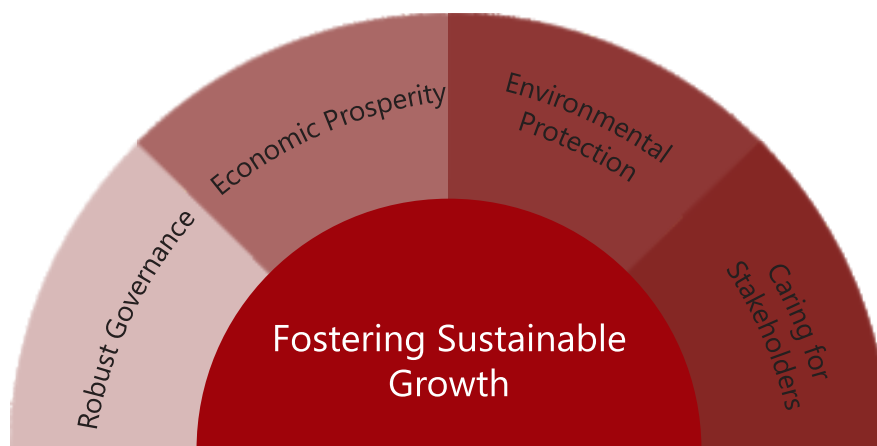 Robust Governance
Economic Prosperity
Environmental
Protection
Caring for
Stakeholders
Fostering Sustainable
Growth